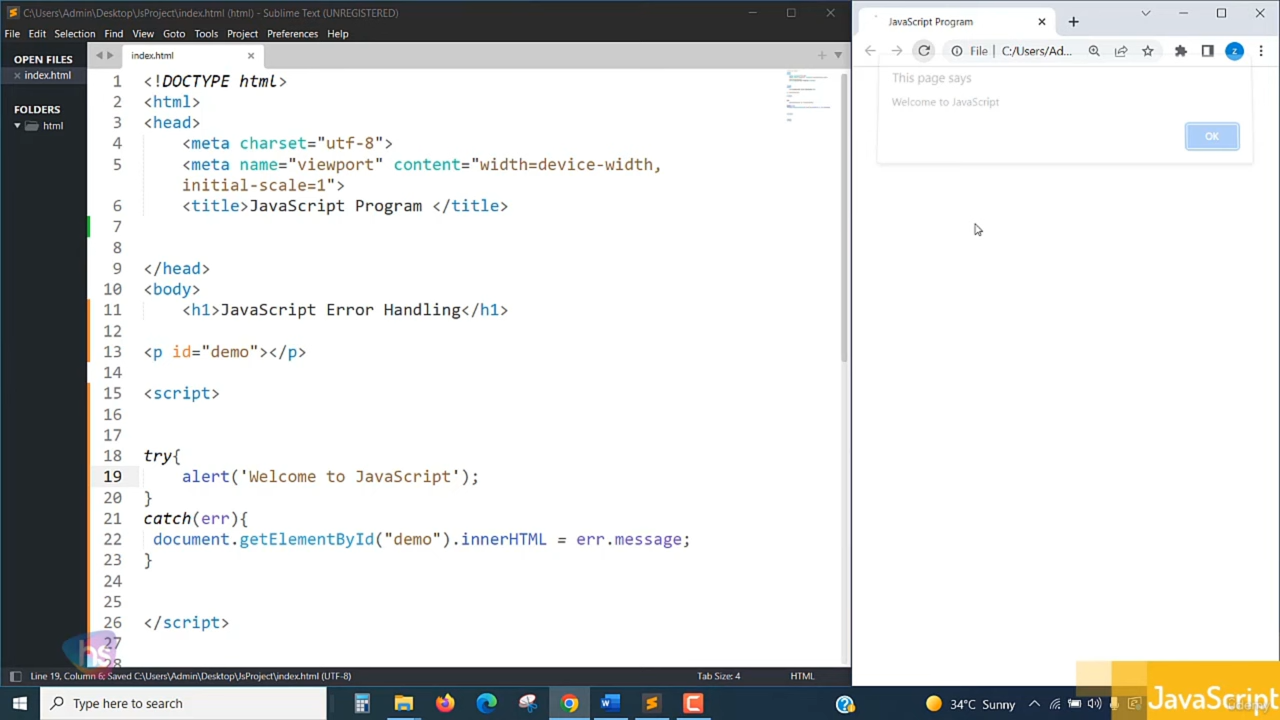 C:\Users\Admin\Desktop\JsProject\index.html (html) - Sublime Text (UNREGISTERED)
File Edit Selection Find View Goto Tools Project Preferences Help
OPEN FILES
index.html
FOLDERS
html
index.html
1 <!DOCTYPE html>
2 <html>
3 <head>
4 <meta charset="utf-8">
5 <meta name="viewport" content="width=device-width,
initial-scale=1">
6 <title>JavaScript Program </title>
7
8
9 </head>
10 <body>
11 <h1>JavaScript Error Handling</h1>
12
13 <p id="demo"></p>
14
15 <script>
16
17
18 try{
19 alert('Welcome to JavaScript');
20 }
21 catch(err){
22 document.getElementById("demo").innerHTML = err.message;
23 }
24
25
26 </script>
27
28
hs
Line 19, Column 6; Saved C:\Users\Admin\Desktop\JsProject\index.html (UTF-8)
Tab Size: 4
HTML
JavaScript Program
File C:/Users/Ad...
z
This page says
Welcome to JavaScript
OK
Type here to search
34°C Sunny
JavaScript